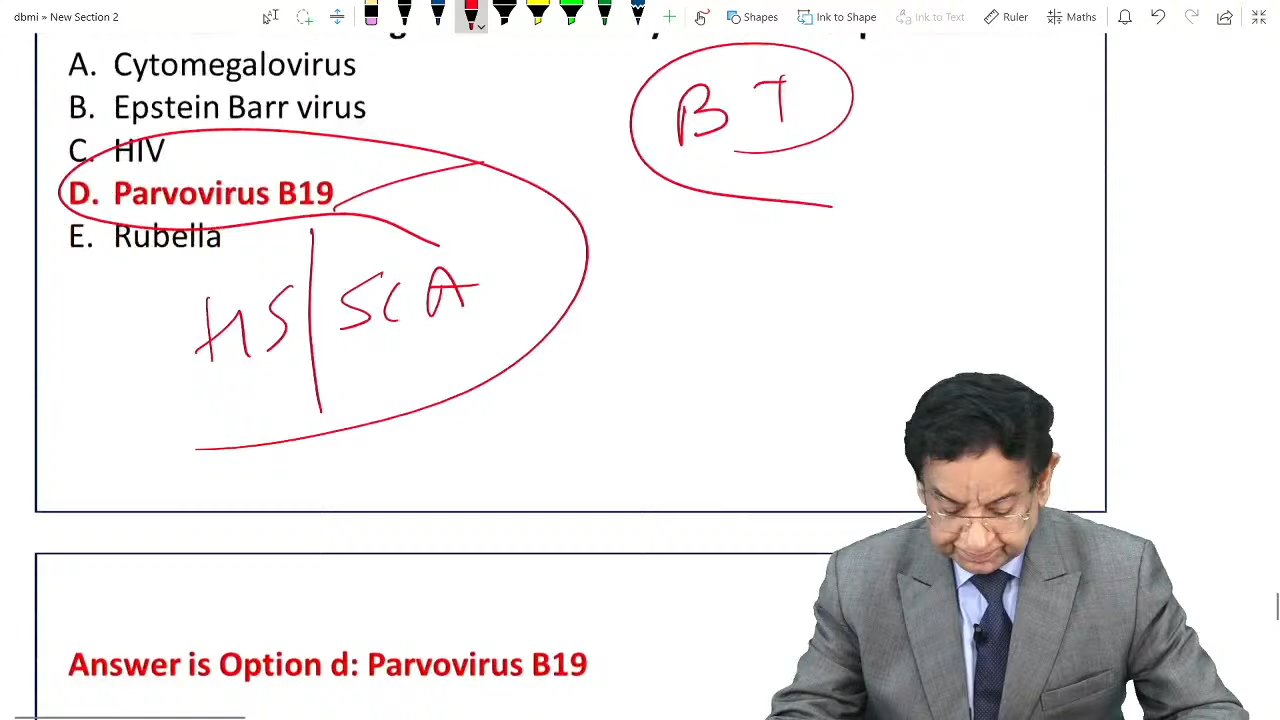 dbmi » New Section 2
Shapes
Ink to Shape
Ink to Text
Ruler
Maths
A. Cytomegalovirus
B. Epstein Barr virus
C. HIV
D. Parvovirus B19
E. Rubella
B T
HS SCA
Answer is Option d: Parvovirus B19